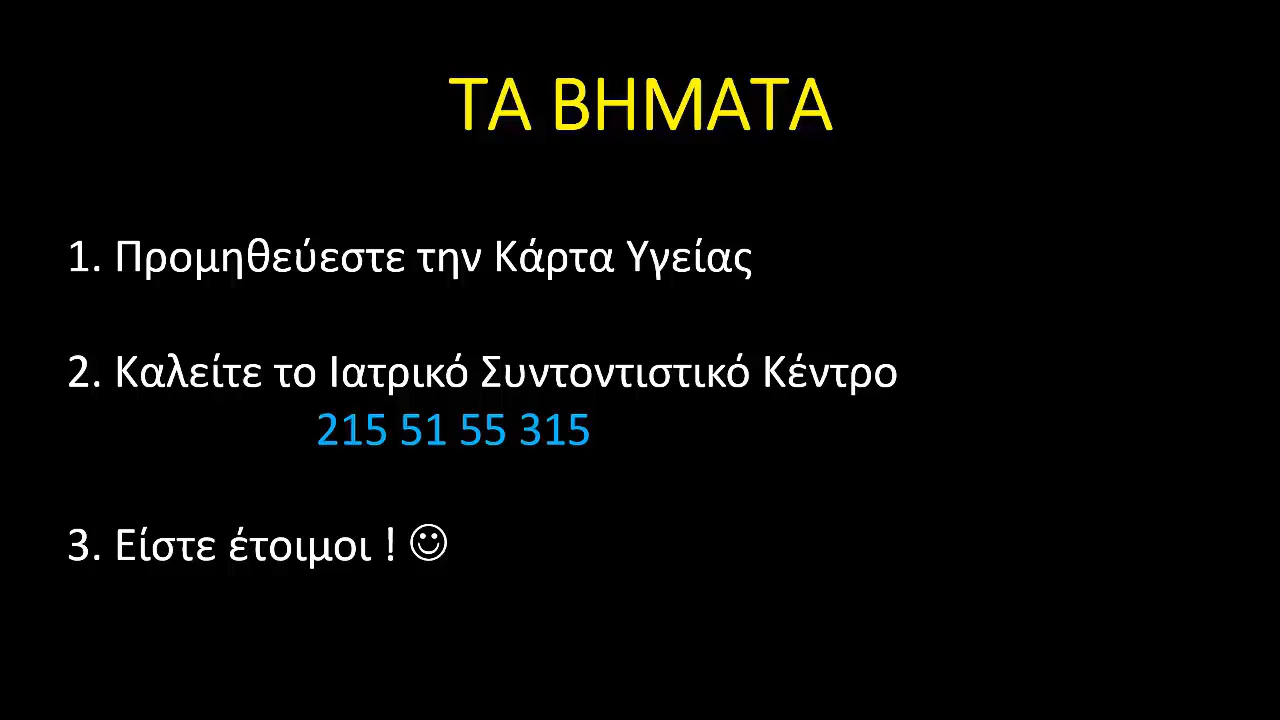 ΤΑ ΒΗΜΑΤΑ
1. Προμηθεύεστε την Κάρτα Υγείας
2. Καλείτε το Ιατρικό Συντοντιστικό Κέντρο
215 51 55 315
3. Είστε έτοιμοι ! ☺